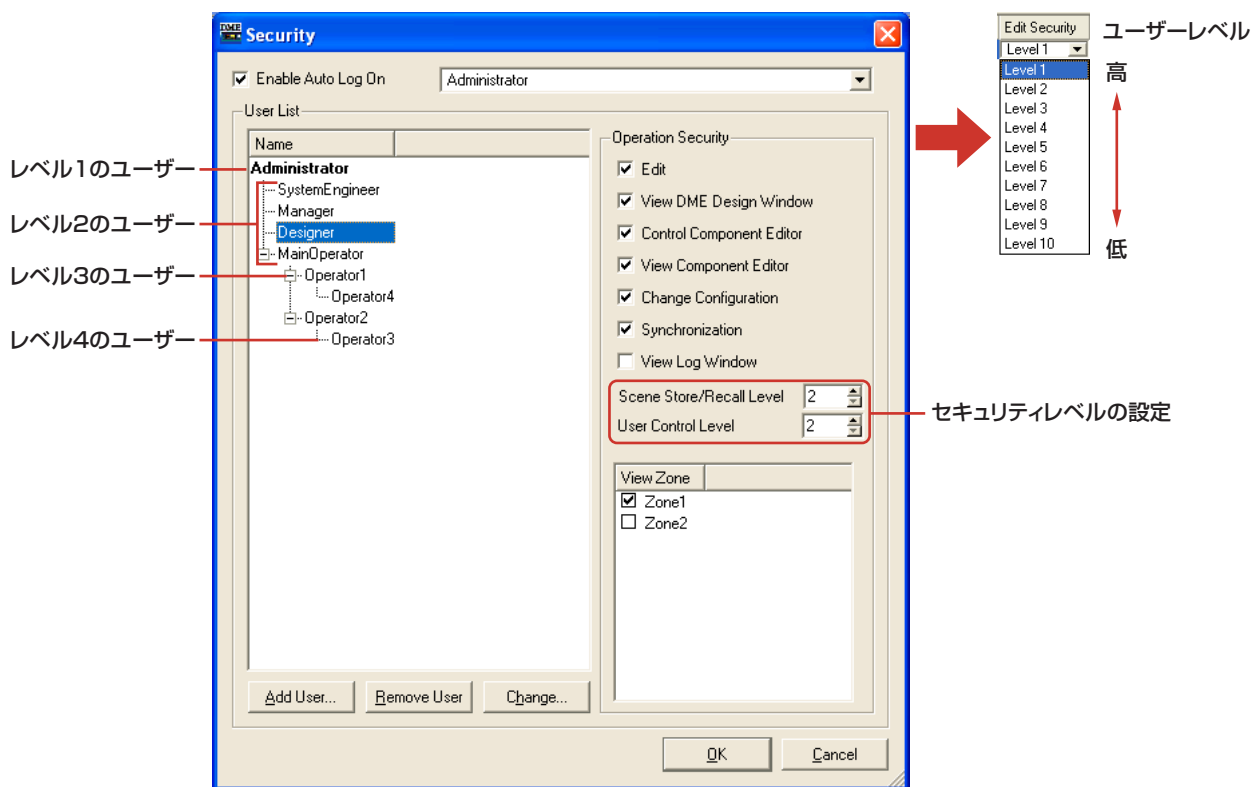 DME
Security
Enable Auto Log On
Administrator
User List
Name
Administrator
SystemEngineer
Manager
Designer
MainOperator
Operator1
Operator4
Operator2
Operator3
Add User...
Remove User
Change...
Operation Security
Edit
View DME Design Window
Control Component Editor
View Component Editor
Change Configuration
Synchronization
View Log Window
Scene Store/Recall Level 2
User Control Level 2
View Zone
Zone1
Zone2
OK
Cancel
レベル1のユーザー
レベル2のユーザー
レベル3のユーザー
レベル4のユーザー
セキュリティレベルの設定
Edit Security
Level 1
Level 1
Level 2
Level 3
Level 4
Level 5
Level 6
Level 7
Level 8
Level 9
Level 10
ユーザーレベル
高
低